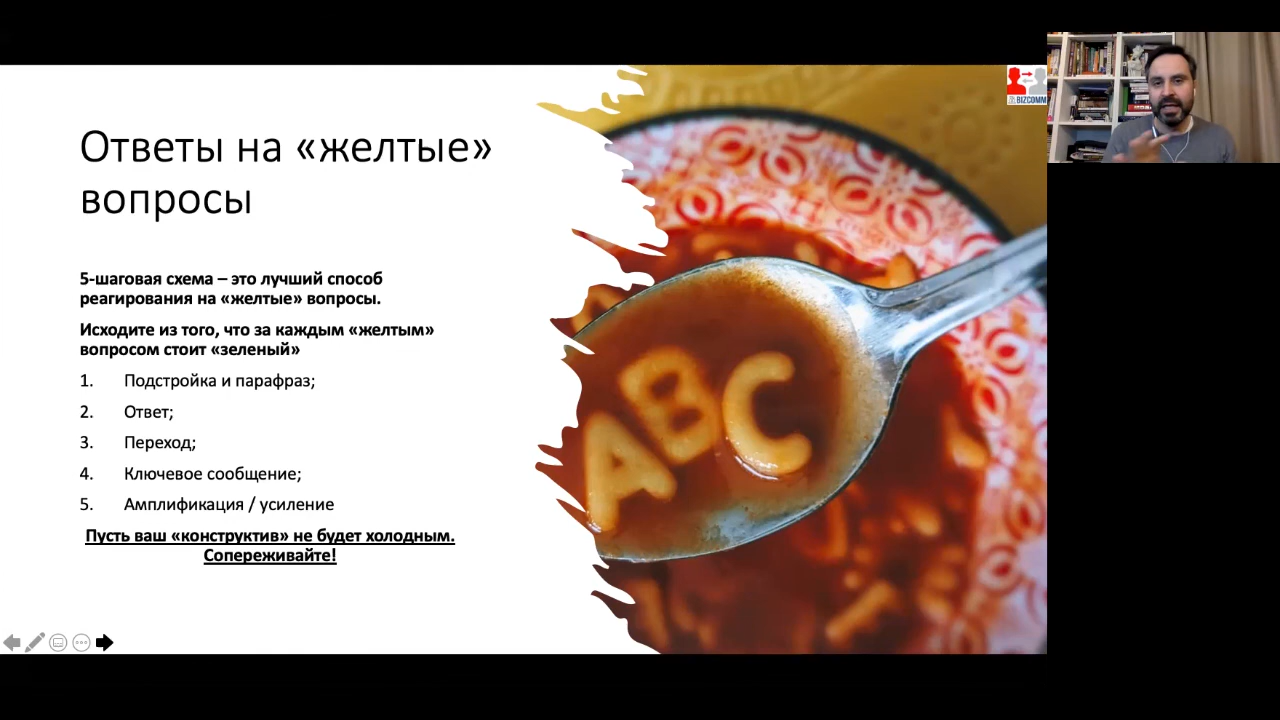 Ответы на «желтые»
вопросы
5-шаговая схема – это лучший способ
реагирования на «желтые» вопросы.
Исходите из того, что за каждым «желтым»
вопросом стоит «зеленый»
1. Подстройка и парафраз;
2. Ответ;
3. Переход;
4. Ключевое сообщение;
5. Амплификация / усиление
Пусть ваш «конструктив» не будет холодным.
Сопереживайте!
BIZCOMM
ABC